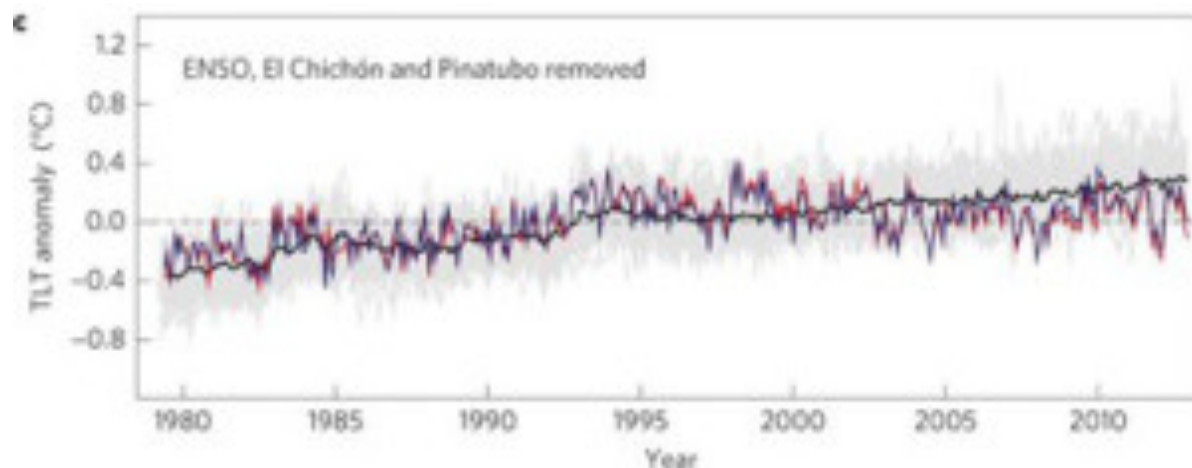 c
1.2
ENSO, El Chichón and Pinatubo removed
0.8
0.4
0.0
−0.4
−0.8
TLT anomaly (°C)
1980 1985 1990 1995 2000 2005 2010
Year